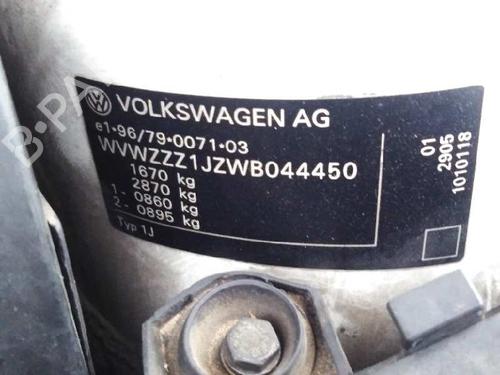 VOLKSWAGEN AG
e1*96/79*0071*03
WVWZZZ1JZWB044450
1670 kg
2870 kg
1- 0860 kg
2- 0895 kg
Typ 1J
01
2905
1010118
B-PA